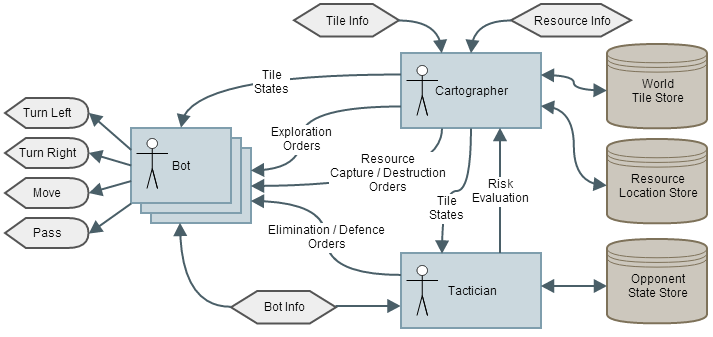 Tile Info
Resource Info
Tile
States
Cartographer
World
Tile Store
Turn Left
Turn Right
Move
Pass
Bot
Exploration
Orders
Resource
Capture / Destruction
Orders
Tile
States
Risk
Evaluation
Resource
Location Store
Elimination / Defence
Orders
Bot Info
Tactician
Opponent
State Store